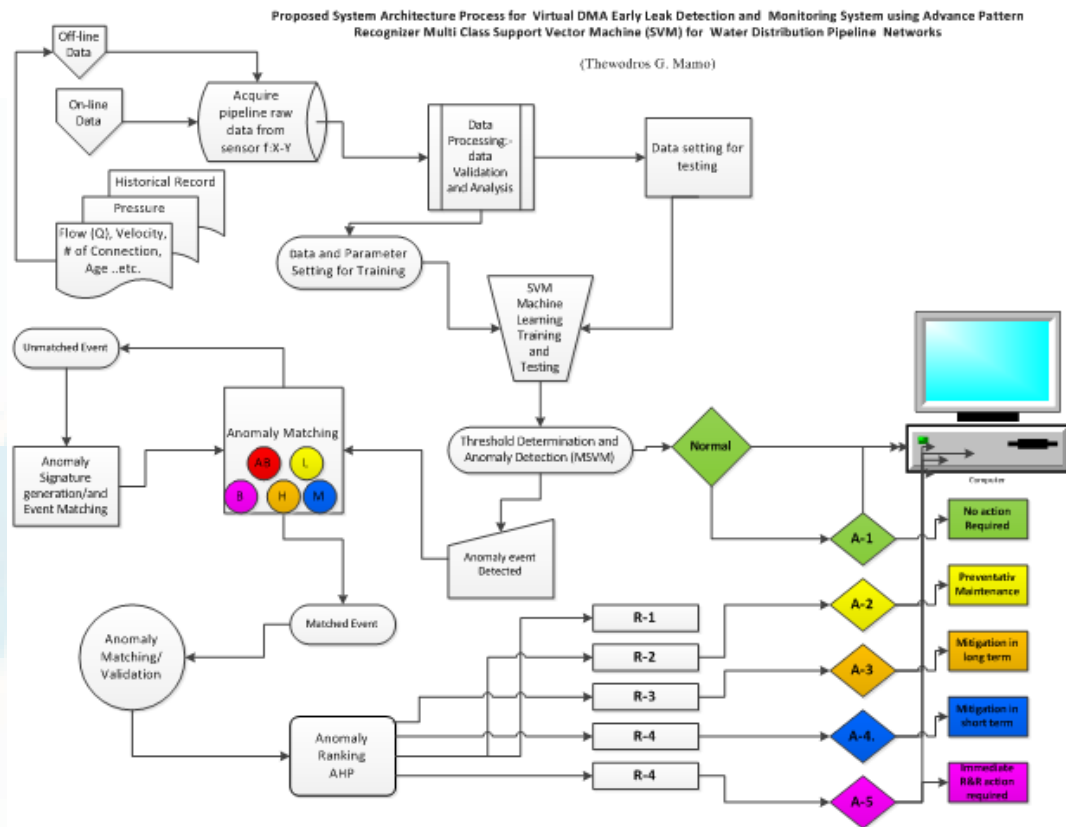 Proposed System Architecture Process for Virtual DMA Early Leak Detection and Monitoring System using Advance Pattern
Recognizer Multi Class Support Vector Machine (SVM) for Water Distribution Pipeline Networks
(Thewodros G. Mamo)
Off-line
Data
On-line
Data
Acquire
pipeline raw
data from
sensor f:X-Y
Data
Processing:-
data
Validation
and Analysis
Data setting for
testing
Historical Record
Pressure
Flow (Q), Velocity,
# of Connection,
Age ..etc.
Data and Parameter
Setting for Training
SVM
Machine
Learning
Training
and
Testing
Unmatched Event
Anomaly Matching
AB
L
B
H
M
Anomaly
Signature
generation/and
Event Matching
Threshold Determination and
Anomaly Detection (MSVM)
Normal
Computer
Anomaly event
Detected
A-1
No action
Required
Matched Event
Anomaly
Matching/
Validation
R-1
A-2
Preventativ
Maintenance
R-2
A-3
Mitigation in
long term
R-3
Anomaly
Ranking
AHP
R-4
A-4.
Mitigation in
short term
R-4
A-5
Immediate
R&R action
required